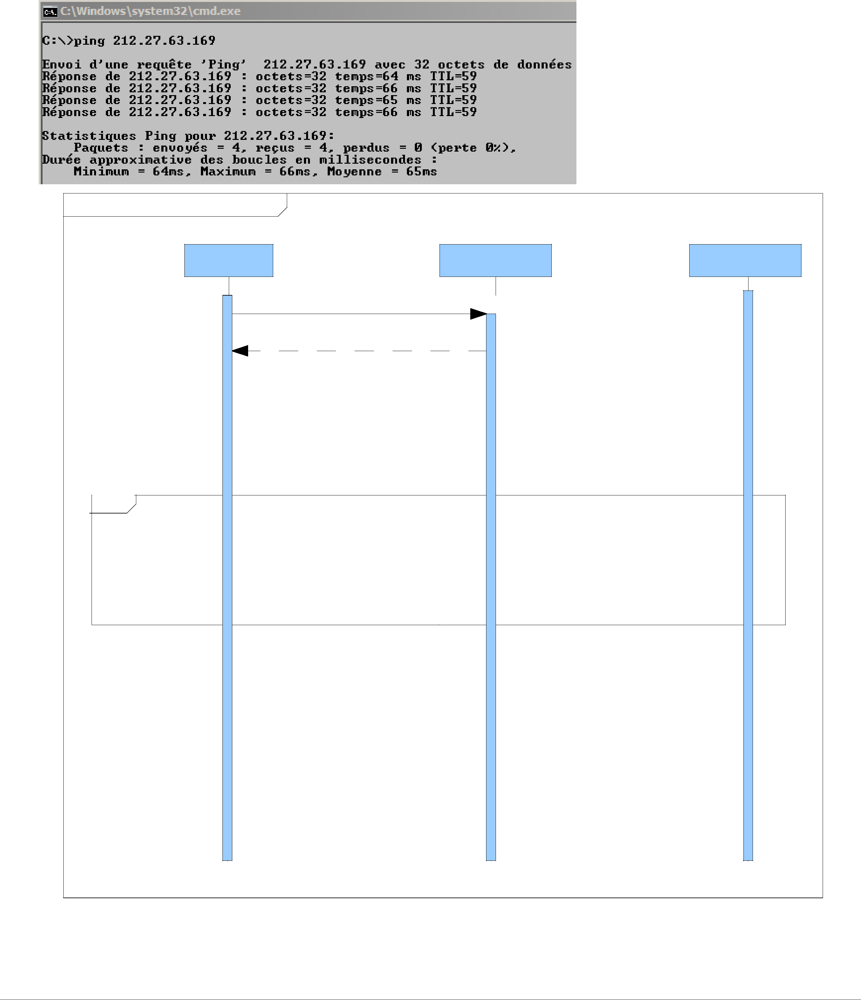 C:\Windows\system32\cmd.exe
C:\>ping 212.27.63.169
Envoi d'une requête 'Ping'  212.27.63.169 avec 32 octets de données
Réponse de 212.27.63.169 : octets=32 temps=64 ms TTL=59
Réponse de 212.27.63.169 : octets=32 temps=66 ms TTL=59
Réponse de 212.27.63.169 : octets=32 temps=65 ms TTL=59
Réponse de 212.27.63.169 : octets=32 temps=66 ms TTL=59
Statistiques Ping pour 212.27.63.169:
Paquets : envoyés = 4, reçus = 4, perdus = 0 (perte 0%),
Durée approximative des boucles en millisecondes :
Minimum = 64ms, Maximum = 66ms, Moyenne = 65ms